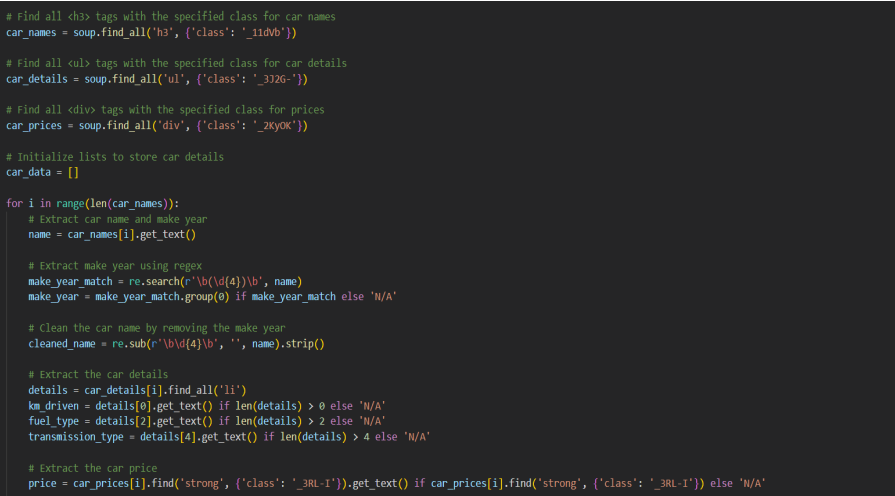 # Find all <h3> tags with the specified class for car names
car_names = soup.find_all('h3', {'class': '_11dVb'})
# Find all <ul> tags with the specified class for car details
car_details = soup.find_all('ul', {'class': '_3J2G-'})
# Find all <div> tags with the specified class for prices
car_prices = soup.find_all('div', {'class': '_2KyOK'})
# Initialize lists to store car details
car_data = []
for i in range(len(car_names)):
    # Extract car name and make year
    name = car_names[i].get_text()
    # Extract make year using regex
    make_year_match = re.search(r'\b(\d{4})\b', name)
    make_year = make_year_match.group(0) if make_year_match else 'N/A'
    # Clean the car name by removing the make year
    cleaned_name = re.sub(r'\b\d{4}\b', '', name).strip()
    # Extract the car details
    details = car_details[i].find_all('li')
    km_driven = details[0].get_text() if len(details) > 0 else 'N/A'
    fuel_type = details[2].get_text() if len(details) > 2 else 'N/A'
    transmission_type = details[4].get_text() if len(details) > 4 else 'N/A'
    # Extract the car price
    price = car_prices[i].find('strong', {'class': '_3RL-I'}).get_text() if car_prices[i].find('strong', {'class': '_3RL-I'}) else 'N/A'